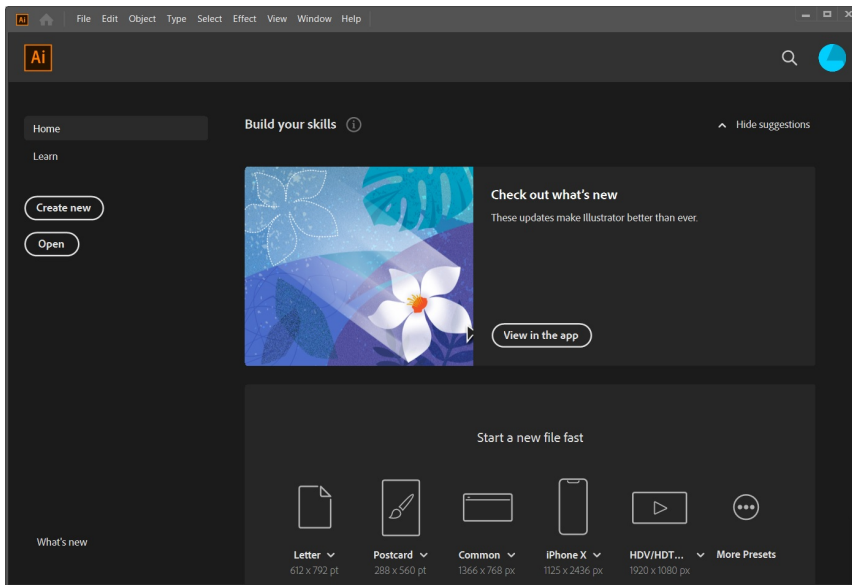 Ai File Edit Object Type Select Effect View Window Help
Ai
Home
Learn
Create new
Open
What's new
Build your skills Hide suggestions
Check out what's new
These updates make Illustrator better than ever.
View in the app
Start a new file fast
Letter Postcard Common iPhone X HDV/HDT... More Presets
612 x 792 pt 288 x 560 pt 1366 x 768 px 1125 x 2436 px 1920 x 1080 px